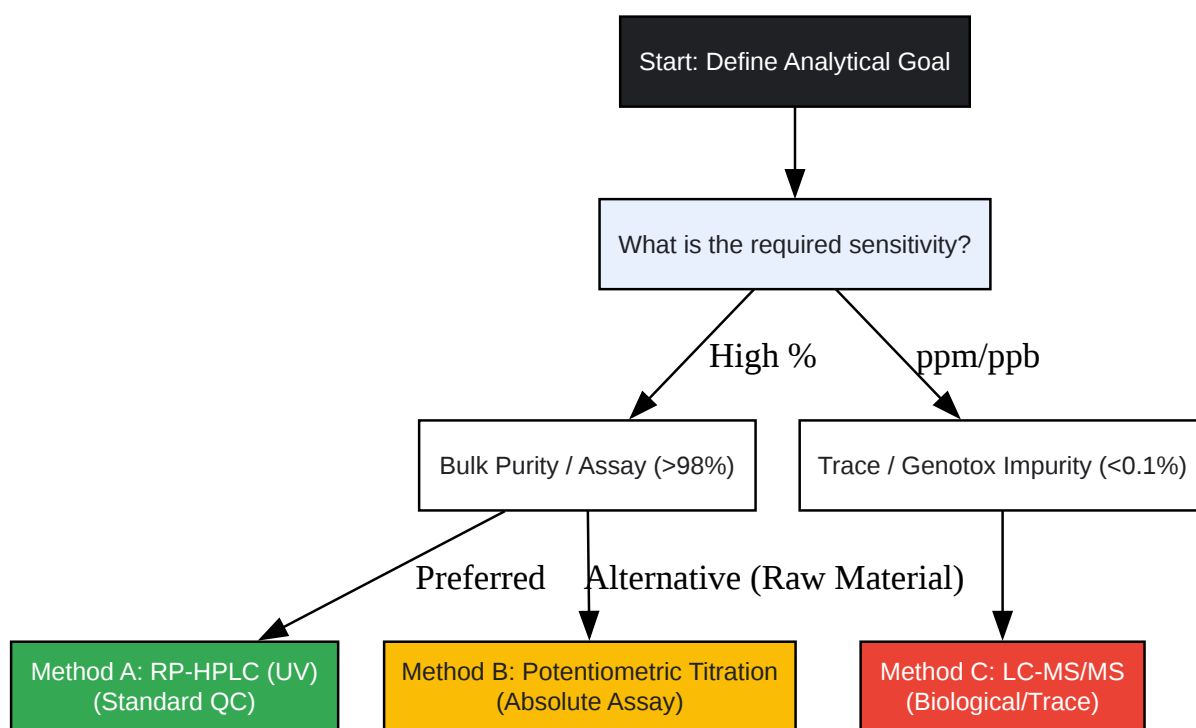 Start: Define Analytical Goal
What is the required sensitivity?
High %
ppm/ppb
Bulk Purity / Assay (>98%)
Trace / Genotox Impurity (<0.1%)
Preferred
Alternative (Raw Material)
Method A: RP-HPLC (UV)
(Standard QC)
Method B: Potentiometric Titration
(Absolute Assay)
Method C: LC-MS/MS
(Biological/Trace)